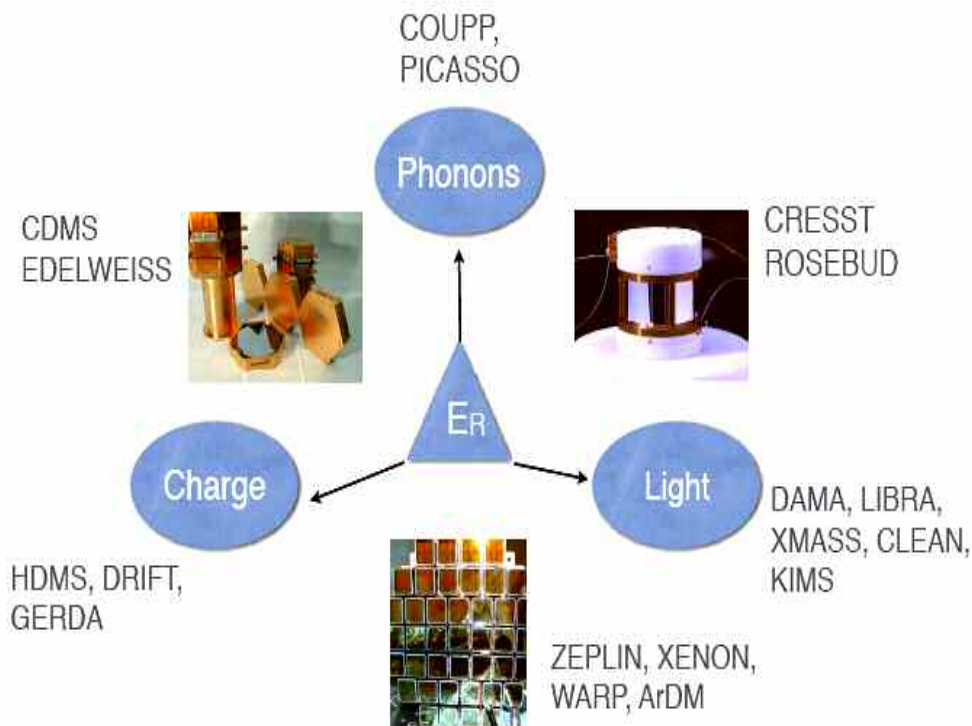 COUPP,
PICASSO
Phonons
CDMS
EDELWEISS
CRESST
ROSEBUD
ER
Charge
Light
DAMA, LIBRA,
XMASS, CLEAN,
KIMS
HDMS, DRIFT,
GERDA
ZEPLIN, XENON,
WARP, ArDM